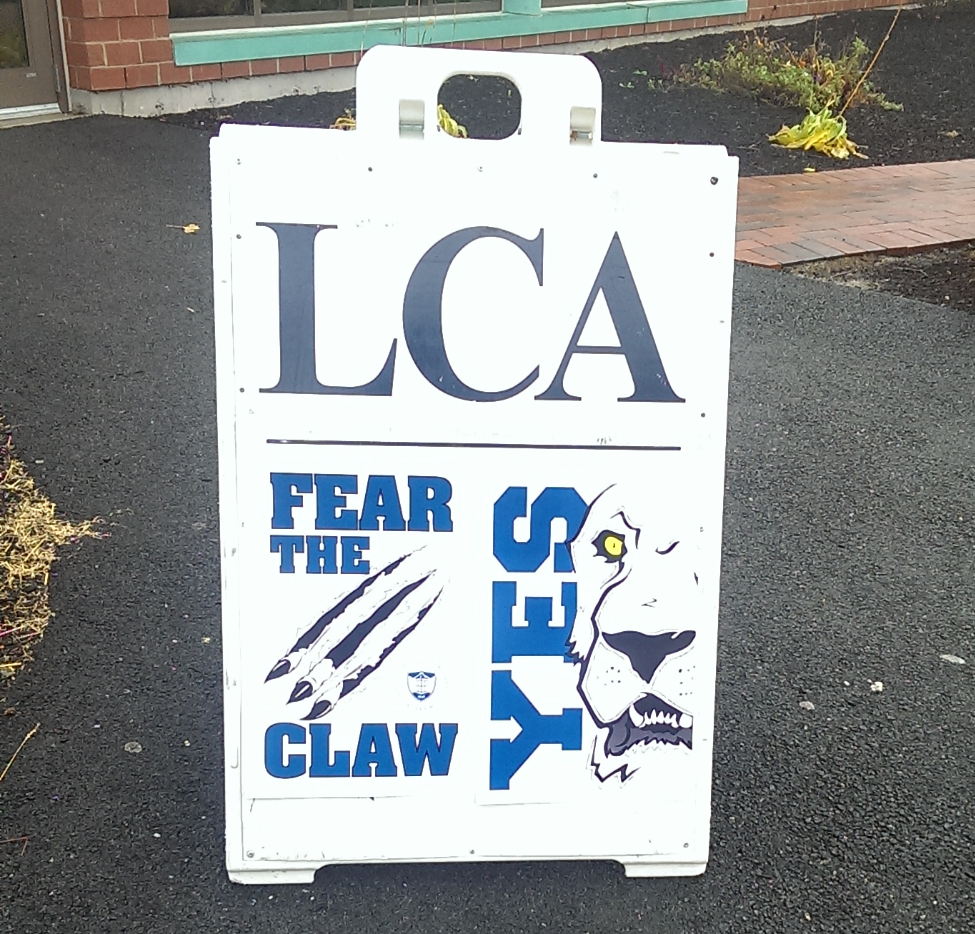 LCA
FEAR
THE
CLAW
YES